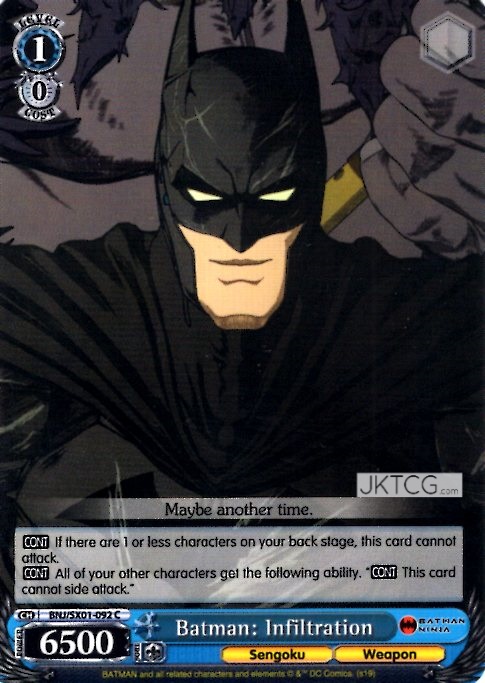 LEVEL
1
0
COST
JKTCG.com
Maybe another time.
CONT If there are 1 or less characters on your back stage, this card cannot
attack.
CONT All of your other characters get the following ability. "CONT This card
cannot side attack."
BNJ/SX01-092 C
POWER
6500
SOUL
Batman: Infiltration
BATMAN
NINJA
Sengoku
Weapon
BATMAN and all related characters and elements © & ™ DC Comics. (s19)